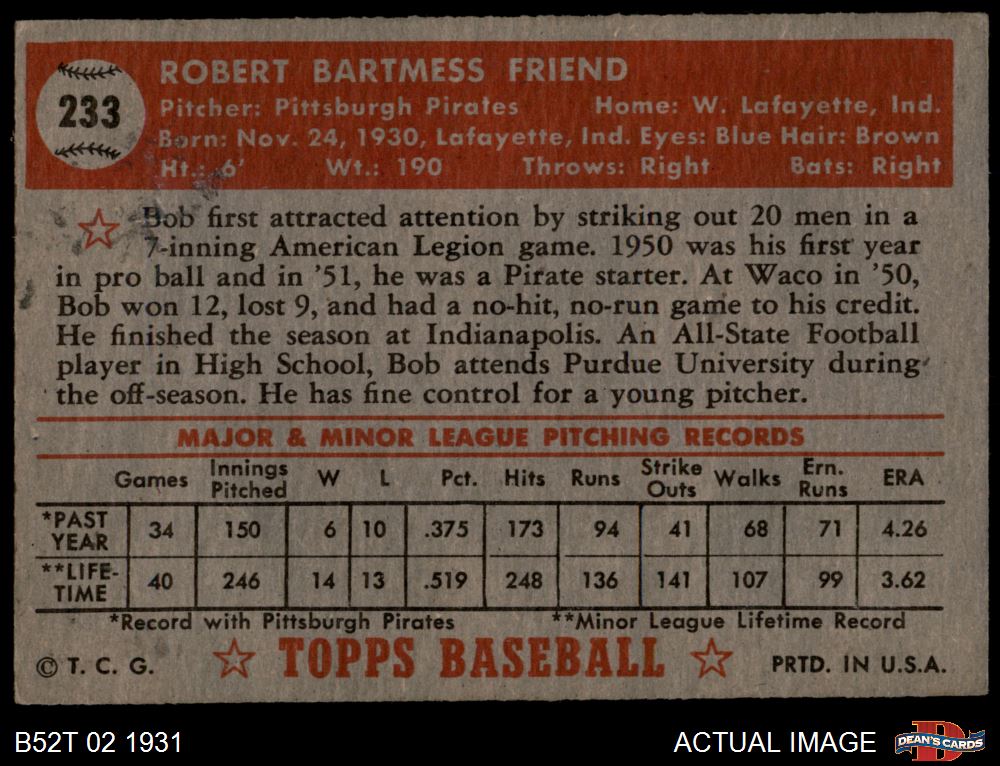 233
ROBERT BARTMESS FRIEND
Pitcher: Pittsburgh Pirates Home: W. Lafayette, Ind.
Born: Nov. 24, 1930, Lafayette, Ind. Eyes: Blue Hair: Brown
Ht.: 6' Wt.: 190 Throws: Right Bats: Right
Bob first attracted attention by striking out 20 men in a
7-inning American Legion game. 1950 was his first year
in pro ball and in '51, he was a Pirate starter. At Waco in '50,
Bob won 12, lost 9, and had a no-hit, no-run game to his credit.
He finished the season at Indianapolis. An All-State Football
player in High School, Bob attends Purdue University during
the off-season. He has fine control for a young pitcher.
MAJOR & MINOR LEAGUE PITCHING RECORDS
Games Innings Pitched W L Pct. Hits Runs Strike Outs Walks Ern. Runs ERA
*PAST YEAR 34 150 6 10 .375 173 94 41 68 71 4.26
**LIFE-TIME 40 246 14 13 .519 248 136 141 107 99 3.62
*Record with Pittsburgh Pirates **Minor League Lifetime Record
© T. C. G. TOPPS BASEBALL PRTD. IN U.S.A.
B52T 02 1931 ACTUAL IMAGE DEAN'S CARDS